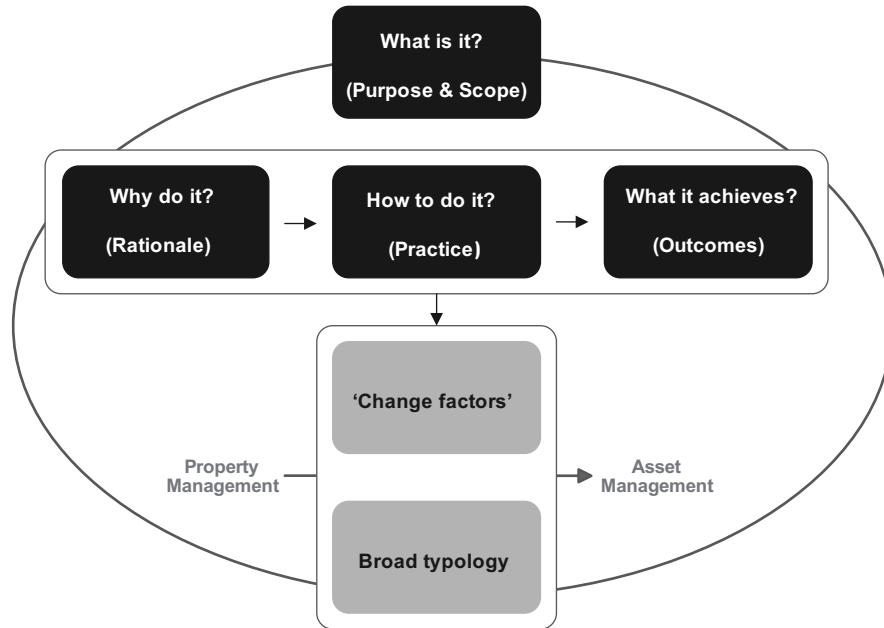 What is it?
(Purpose & Scope)
Why do it?
(Rationale)
How to do it?
(Practice)
What it achieves?
(Outcomes)
‘Change factors’
Property
Management
Asset
Management
Broad typology